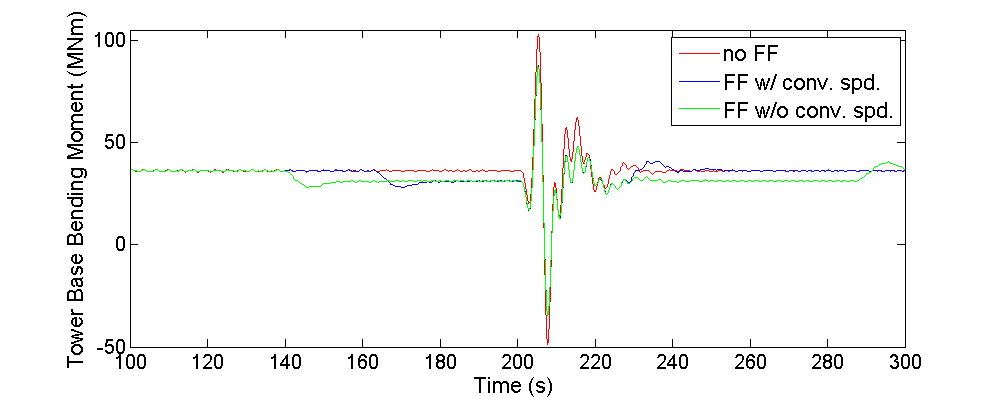 Tower Base Bending Moment (MNm)
100
50
0
-50
no FF
FF w/ conv. spd.
FF w/o conv. spd.
100 120 140 160 180 200 220 240 260 280 300
Time (s)